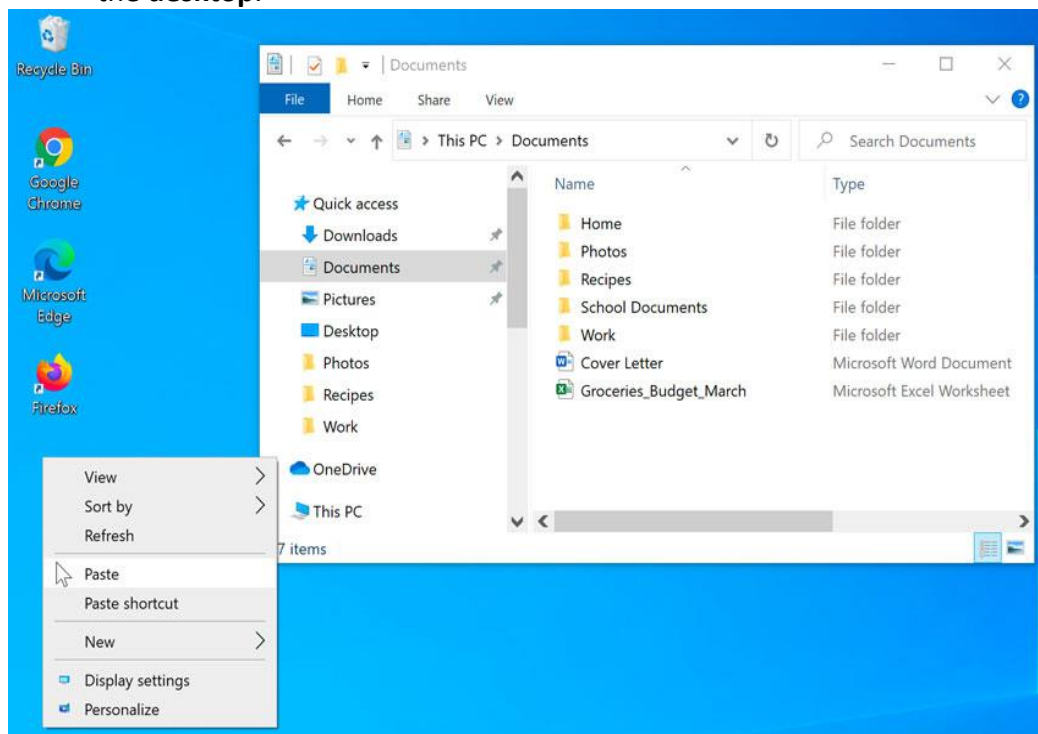 the desktop.
Recycle Bin
Google
Chrome
Microsoft
Edge
Firefox
Documents
File Home Share View
This PC > Documents
Search Documents
Quick access
Downloads
Documents
Pictures
Desktop
Photos
Recipes
Work
OneDrive
This PC
7 items
Name Type
Home File folder
Photos File folder
Recipes File folder
School Documents File folder
Work File folder
Cover Letter Microsoft Word Document
Groceries_Budget_March Microsoft Excel Worksheet
View
Sort by
Refresh
Paste
Paste shortcut
New
Display settings
Personalize